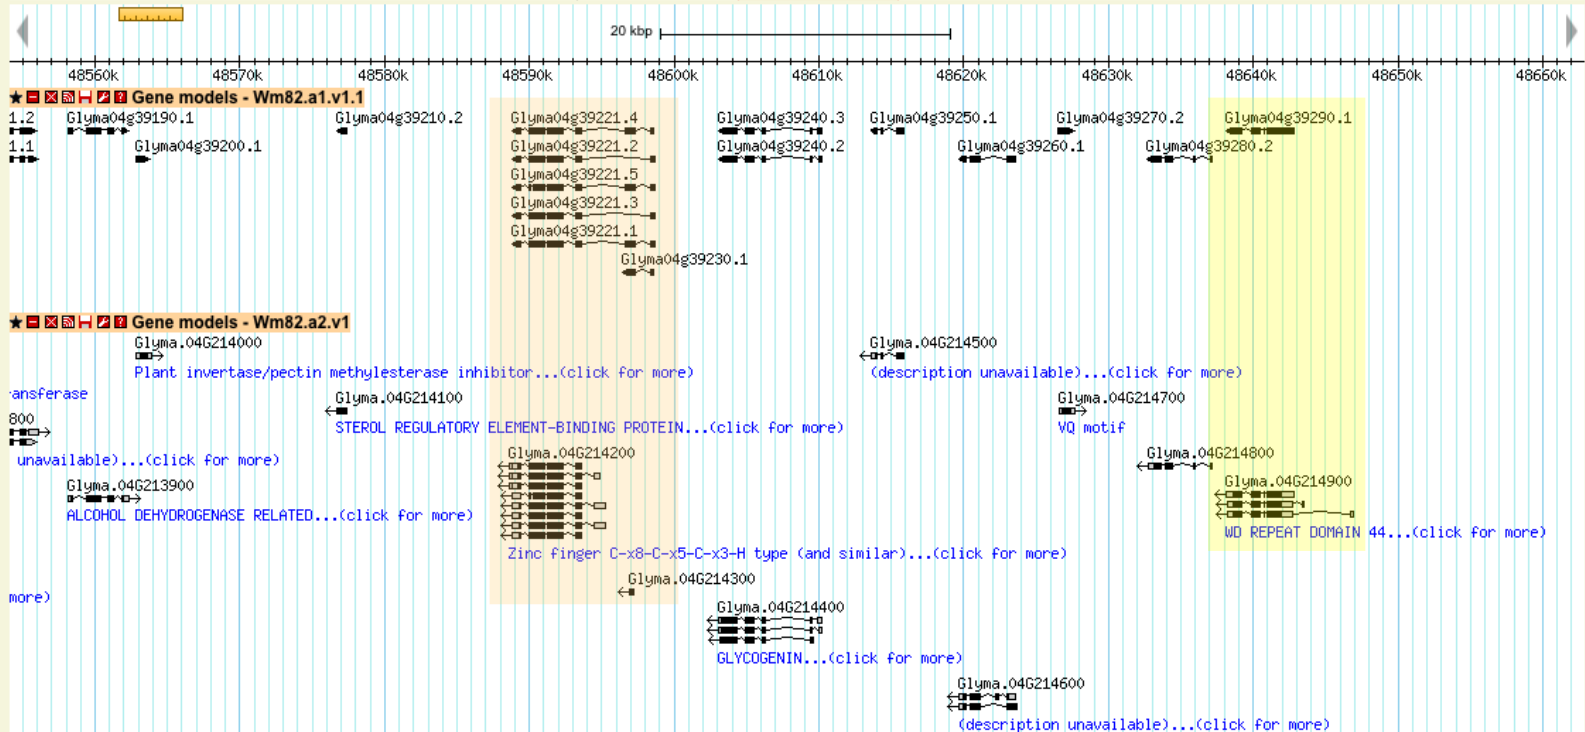 20 kbp
48560k 48570k 48580k 48590k 48600k 48610k 48620k 48630k 48640k 48650k 48660k
Gene models - Wm82.a1.v1.1
1.2 Glyma04g39190.1 Glyma04g39210.2 Glyma04g39221.4 Glyma04g39240.3 Glyma04g39250.1 Glyma04g39270.2 Glyma04g39290.1
1.1 Glyma04g39200.1 Glyma04g39221.2 Glyma04g39240.2 Glyma04g39260.1 Glyma04g39280.2
Glyma04g39221.5
Glyma04g39221.3
Glyma04g39221.1
Glyma04g39230.1
Gene models - Wm82.a2.v1
Glyma.04G214000 Glyma.04G214500
Plant invertase/pectin methylesterase inhibitor...(click for more) (description unavailable)...(click for more)
ansferase Glyma.04G214100 Glyma.04G214700
800
STEROL REGULATORY ELEMENT-BINDING PROTEIN...(click for more) VQ motif
Glyma.04G214200 Glyma.04G214800
unavailable)...(click for more)
Glyma.04G213900 Glyma.04G214900
ALCOHOL DEHYDROGENASE RELATED...(click for more)
WD REPEAT DOMAIN 44...(click for more)
Zinc finger C-x8-C-x5-C-x3-H type (and similar)...(click for more)
Glyma.04G214300
more)
Glyma.04G214400
GLYCOGENIN...(click for more)
Glyma.04G214600
(description unavailable)...(click for more)